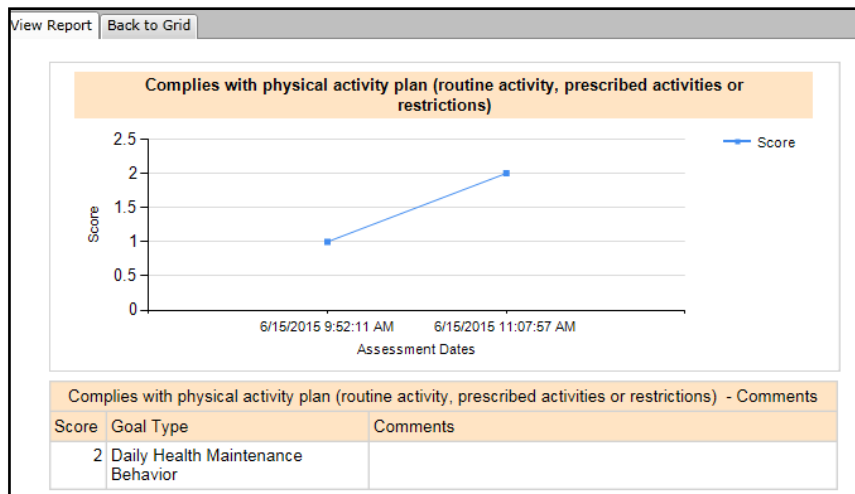 View Report Back to Grid
Complies with physical activity plan (routine activity, prescribed activities or
restrictions)
2.5
2
1.5
1
0.5
0
Score
Score
6/15/2015 9:52:11 AM 6/15/2015 11:07:57 AM
Assessment Dates
Complies with physical activity plan (routine activity, prescribed activities or restrictions) - Comments
Score Goal Type Comments
2 Daily Health Maintenance
Behavior